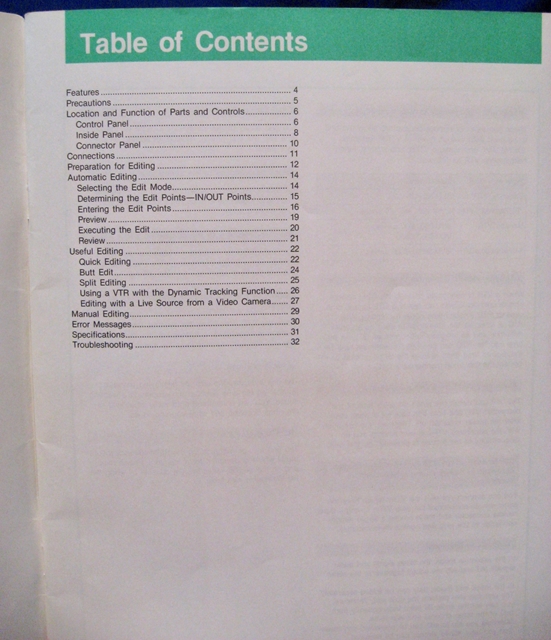 Table of Contents
Features ........ 4
Precautions ........ 5
Location and Function of Parts and Controls ........ 6
Control Panel ........ 6
Inside Panel ........ 8
Connector Panel ........ 10
Connections ........ 11
Preparation for Editing ........ 12
Automatic Editing ........ 14
Selecting the Edit Mode ........ 14
Determining the Edit Points—IN/OUT Points ........ 15
Entering the Edit Points ........ 16
Preview ........ 19
Executing the Edit ........ 20
Review ........ 21
Useful Editing ........ 22
Quick Editing ........ 22
Butt Edit ........ 24
Split Editing ........ 25
Using a VTR with the Dynamic Tracking Function ........ 26
Editing with a Live Source from a Video Camera ........ 27
Manual Editing ........ 29
Error Messages ........ 30
Specifications ........ 31
Troubleshooting ........ 32